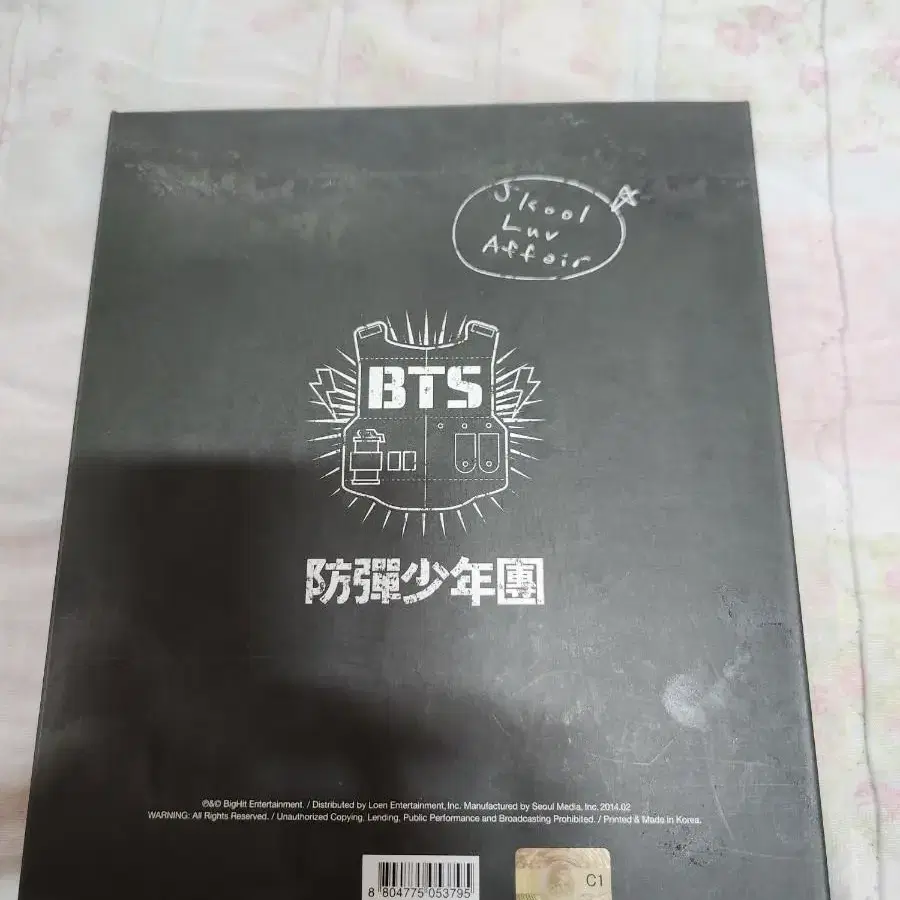 S'kool
Luv
Affair
BTS
防彈少年團
℗&© BigHit Entertainment. / Distributed by Loen Entertainment, Inc. Manufactured by Seoul Media, Inc. 2014.02
WARNING: All Rights Reserved. / Unauthorized Copying, Lending, Public Performance and Broadcasting Prohibited. / Printed & Made in Korea.
8 804775 053795
C1